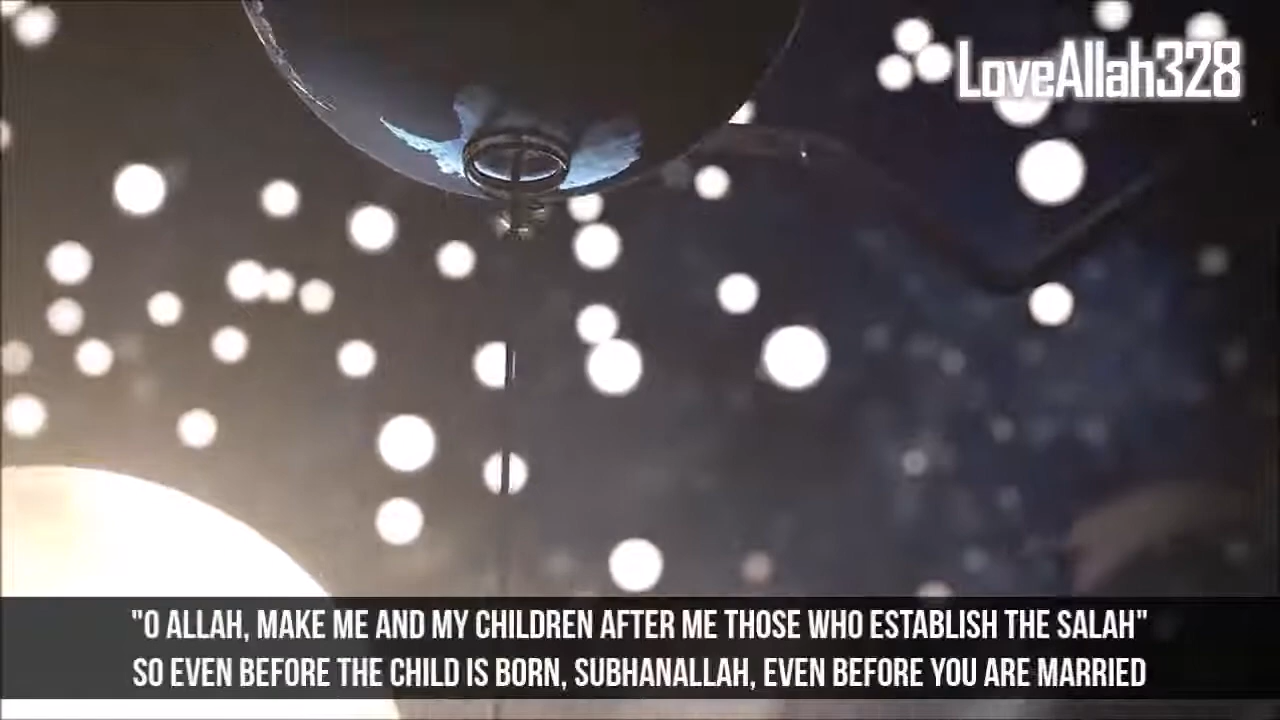 LoveAllah328
"O ALLAH, MAKE ME AND MY CHILDREN AFTER ME THOSE WHO ESTABLISH THE SALAH"
SO EVEN BEFORE THE CHILD IS BORN, SUBHANALLAH, EVEN BEFORE YOU ARE MARRIED